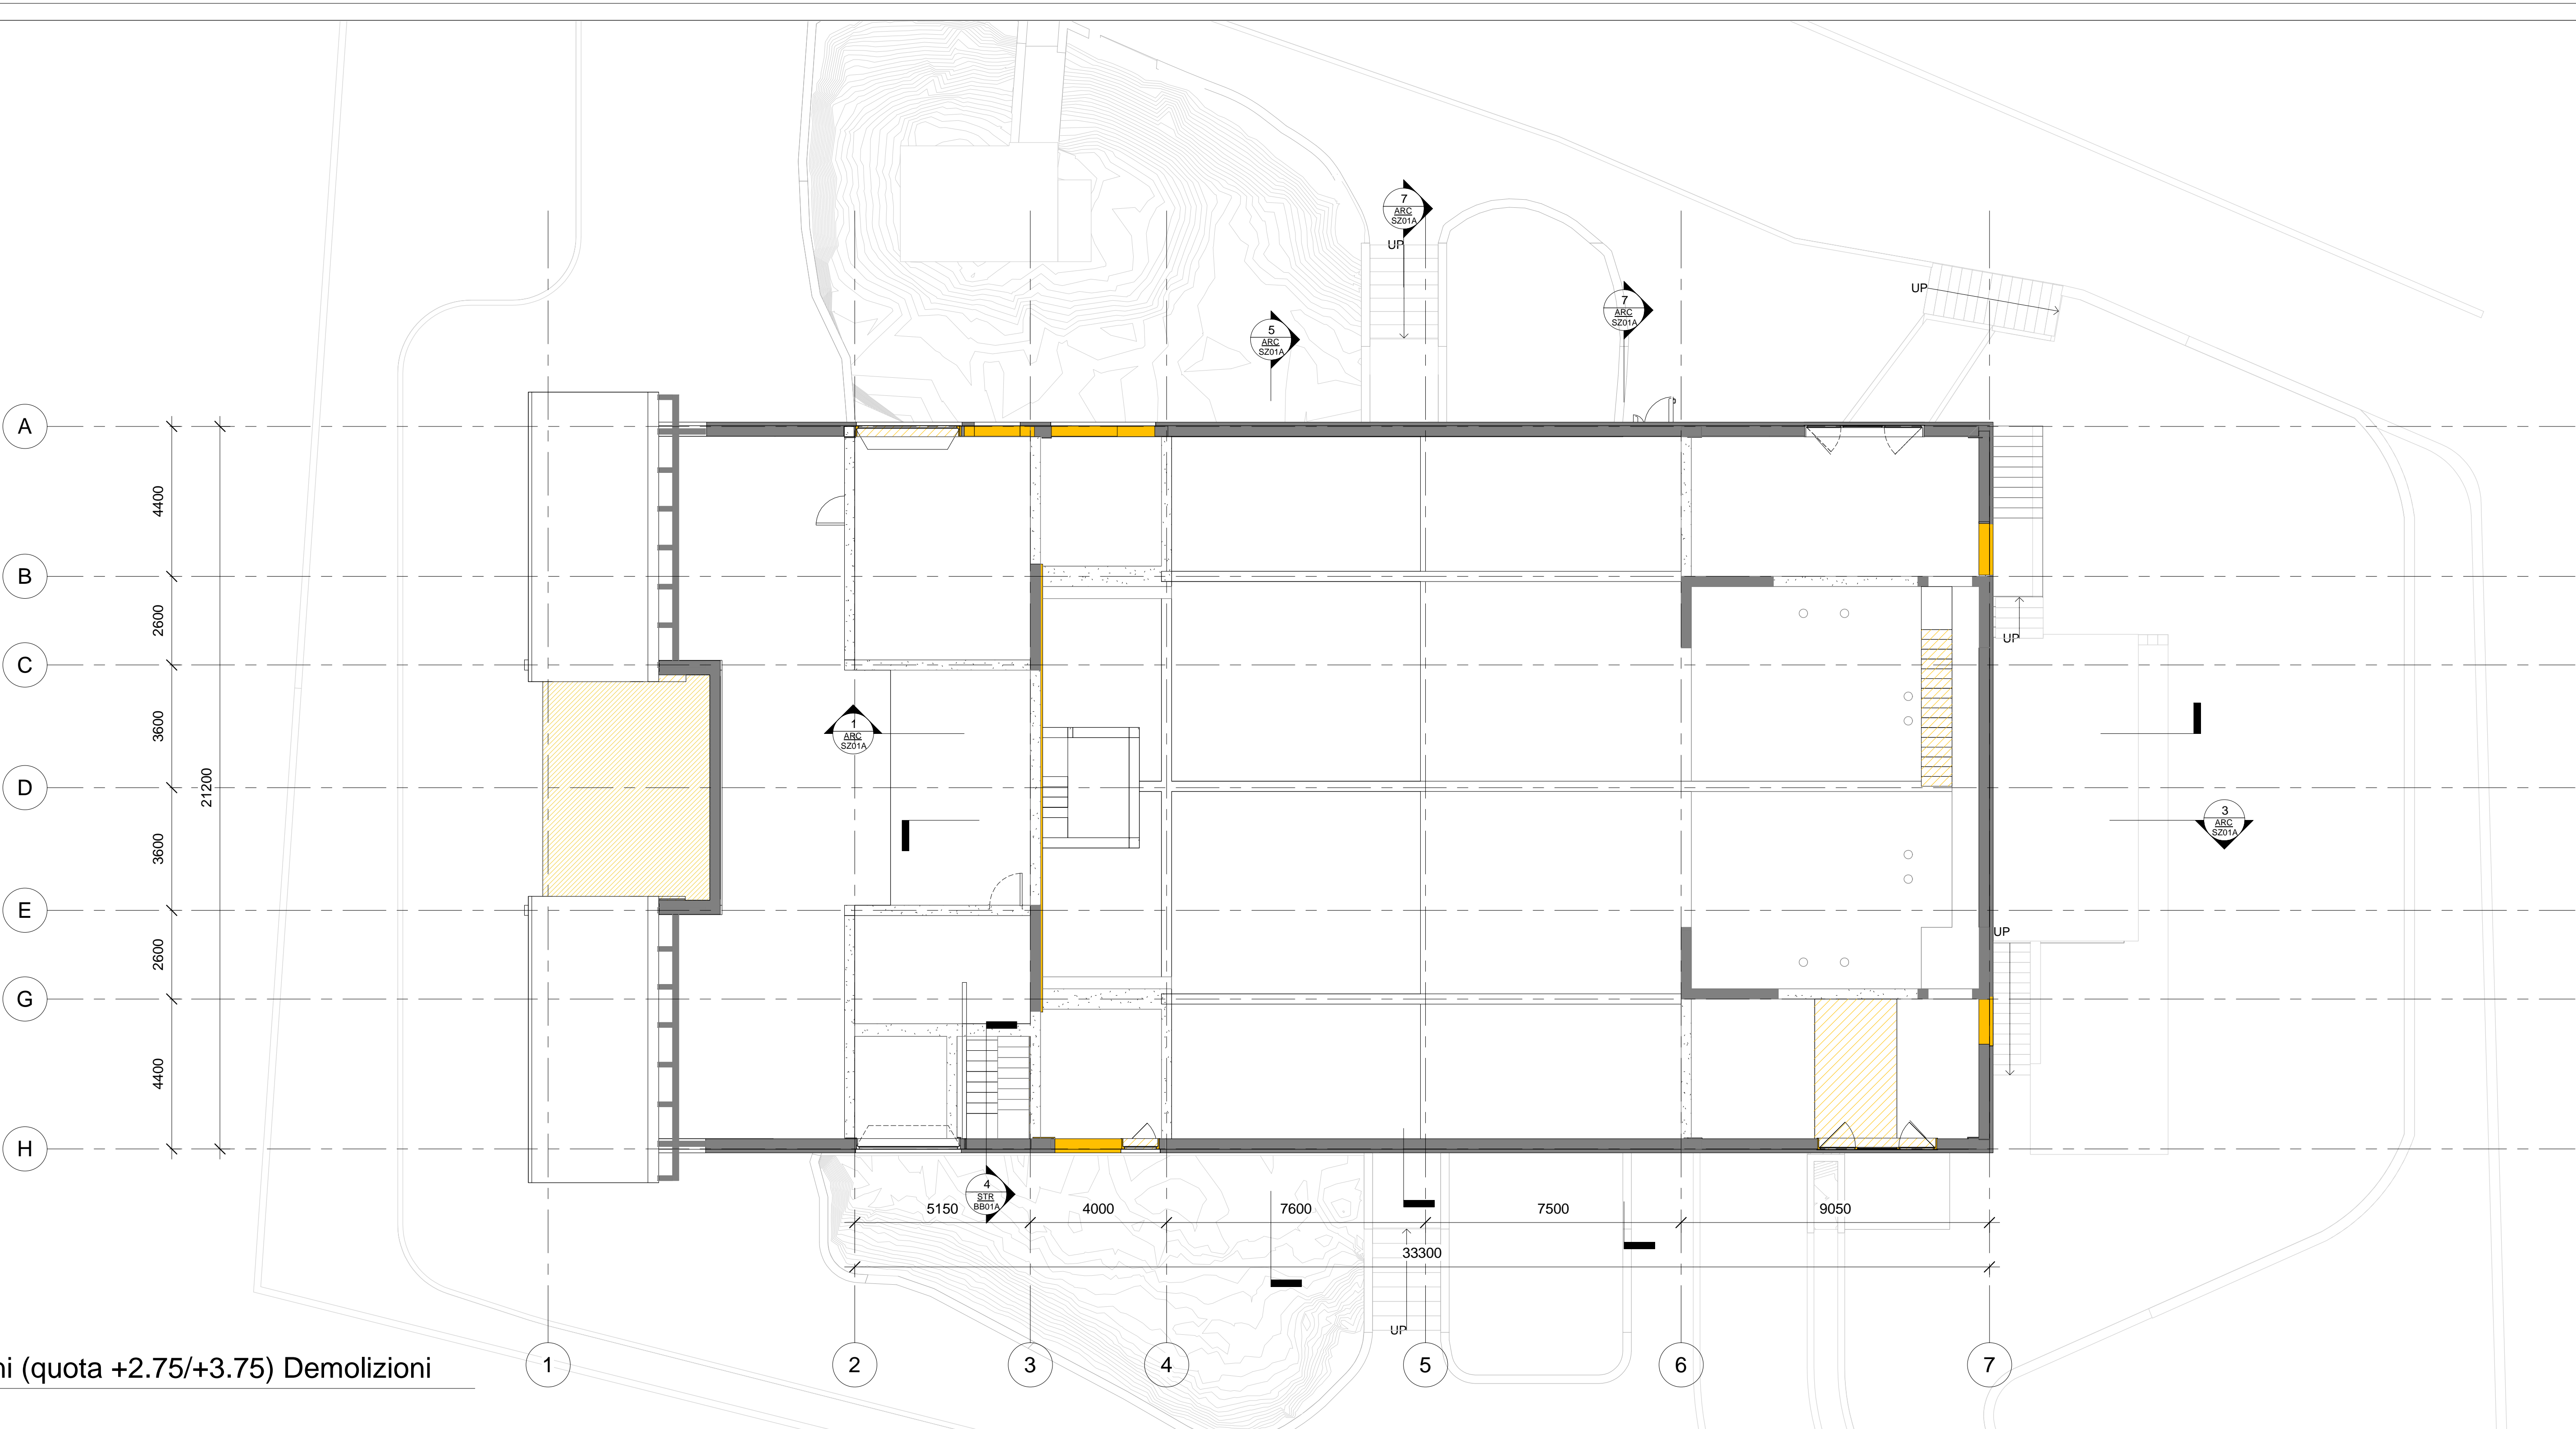 7
ARC
SZ01A
UP
7
ARC
SZ01A
UP
5
ARC
SZ01A
A
4400
B
2600
UP
C
3600
1
ARC
SZ01A
D
21200
3
ARC
SZ01A
3600
E
UP
2600
G
4400
H
4
STR
BB01A
5150
4000
7600
7500
9050
33300
UP
1
2
3
4
5
6
7
(quota +2.75/+3.75) Demolizioni